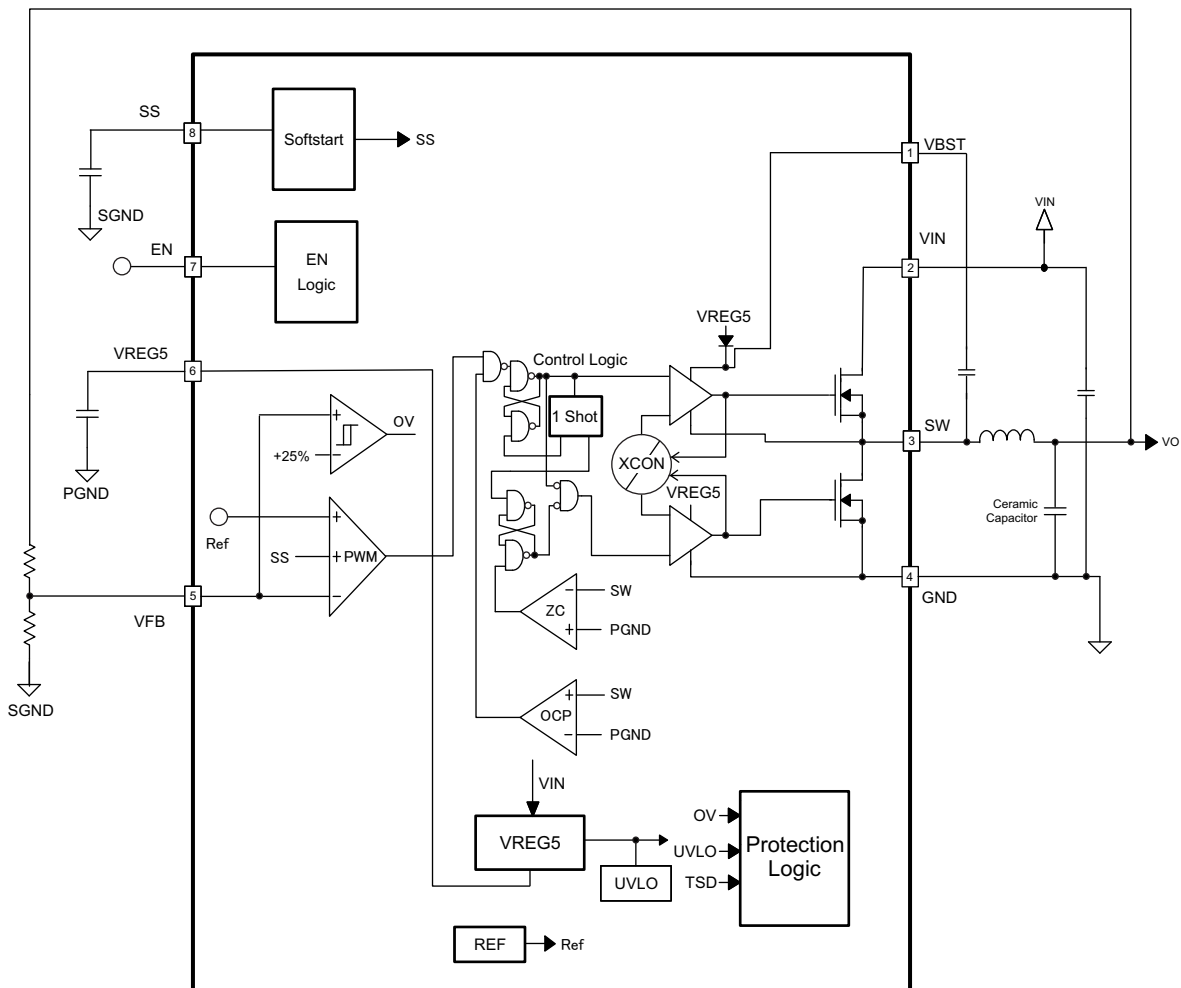 SS
8
Softstart
SS
SGND
1
VBST
EN
7
EN
Logic
VIN
VIN
2
VREG5
6
PGND
VREG5
Control Logic
1 Shot
+
OV
+25%
−
XCON
VREG5
SW
3
VO
Ceramic
Capacitor
Ref
+
SS
+
PWM
−
5
VFB
SGND
4
GND
−
SW
ZC
+
PGND
+
SW
OCP
−
PGND
VIN
VREG5
UVLO
OV
UVLO
TSD
Protection
Logic
REF
Ref